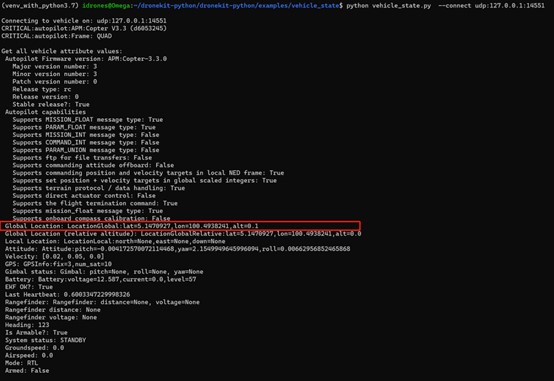 (venv_with_python3.7) idrones@Omega:~/dronekit-python/dronekit-python/examples/vehicle_state$ python vehicle_state.py  --connect udp:127.0.0.1:14551
Connecting to vehicle on: udp:127.0.0.1:14551
CRITICAL:autopilot:APM:Copter V3.3 (d6053245)
CRITICAL:autopilot:Frame: QUAD
Get all vehicle attribute values:
Autopilot Firmware version: APM:Copter-3.3.0
Major version number: 3
Minor version number: 3
Patch version number: 0
Release type: rc
Release version: 0
Stable release?: True
Autopilot capabilities
Supports MISSION_FLOAT message type: True
Supports PARAM_FLOAT message type: True
Supports MISSION_INT message type: False
Supports COMMAND_INT message type: False
Supports PARAM_UNION message type: False
Supports ftp for file transfers: False
Supports commanding attitude offboard: False
Supports commanding position and velocity targets in local NED frame: True
Supports set position + velocity targets in global scaled integers: True
Supports terrain protocol / data handling: True
Supports direct actuator control: False
Supports the flight termination command: True
Supports mission_float message type: True
Supports onboard compass calibration: False
Global Location: LocationGlobal:lat=5.1470927,lon=100.4938241,alt=0.1
Global Location (relative altitude): LocationGlobalRelative:lat=5.1470927,lon=100.4938241,alt=0.0
Local Location: LocationLocal:north=None,east=None,down=None
Attitude: Attitude:pitch=-0.004172570072114468,yaw=2.1549949645996094,roll=0.00662956852465868
Velocity: [0.02, 0.05, 0.0]
GPS: GPSInfo:fix=3,num_sat=10
Gimbal status: Gimbal: pitch=None, roll=None, yaw=None
Battery: Battery:voltage=12.587,current=0.0,level=57
EKF OK?: True
Last Heartbeat: 0.6003347229998326
Rangefinder: Rangefinder: distance=None, voltage=None
Rangefinder distance: None
Rangefinder voltage: None
Heading: 123
Is Armable?: True
System status: STANDBY
Groundspeed: 0.0
Airspeed: 0.0
Mode: RTL
Armed: False